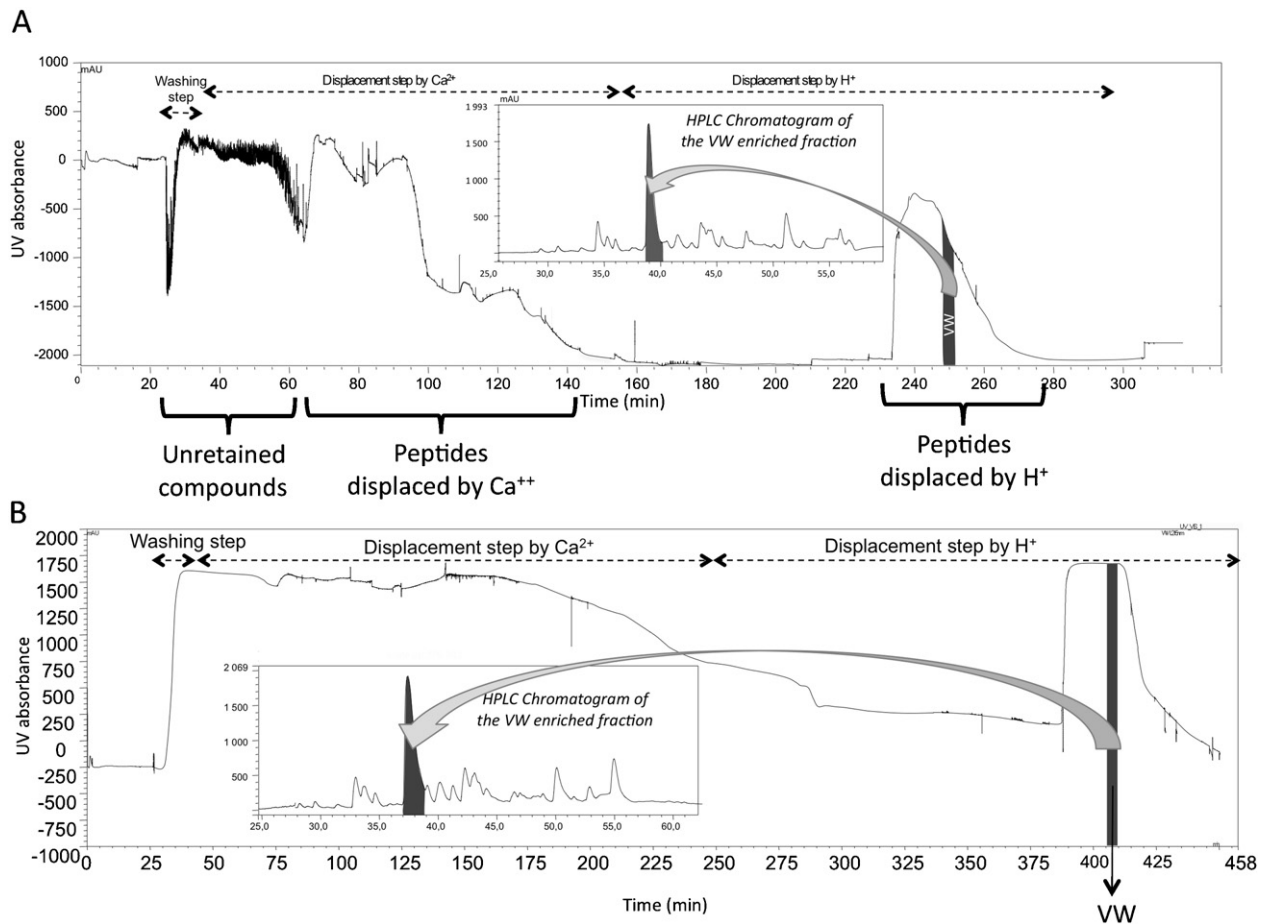 A
1000
500
0
-500
-1000
-1500
-2000
UV absorbance
mAU
Washing
step
Displacement step by Ca²⁺
Displacement step by H⁺
1 993
mAU
1 500
1 000
500
HPLC Chromatogram of
the VW enriched fraction
25,0 30,0 35,0 40,0 45,0 50,0 55,0
VW
0 20 40 60 80 100 120 140 160 180 200 220 240 260 280 300
Time (min)
Unretained
compounds
Peptides
displaced by Ca⁺⁺
Peptides
displaced by H⁺
B
2000
1750
1500
1250
1000
750
500
250
0
-250
-500
-750
-1000
UV absorbance
mAU
UV_VIS_1
Washing step
Displacement step by Ca²⁺
Displacement step by H⁺
2 069
1 500
1 000
500
HPLC Chromatogram of
the VW enriched fraction
25,0 30,0 35,0 40,0 45,0 50,0 55,0 60,0
0 25 50 75 100 125 150 175 200 225 250 275 300 325 350 375 400 425 458
Time (min)
VW